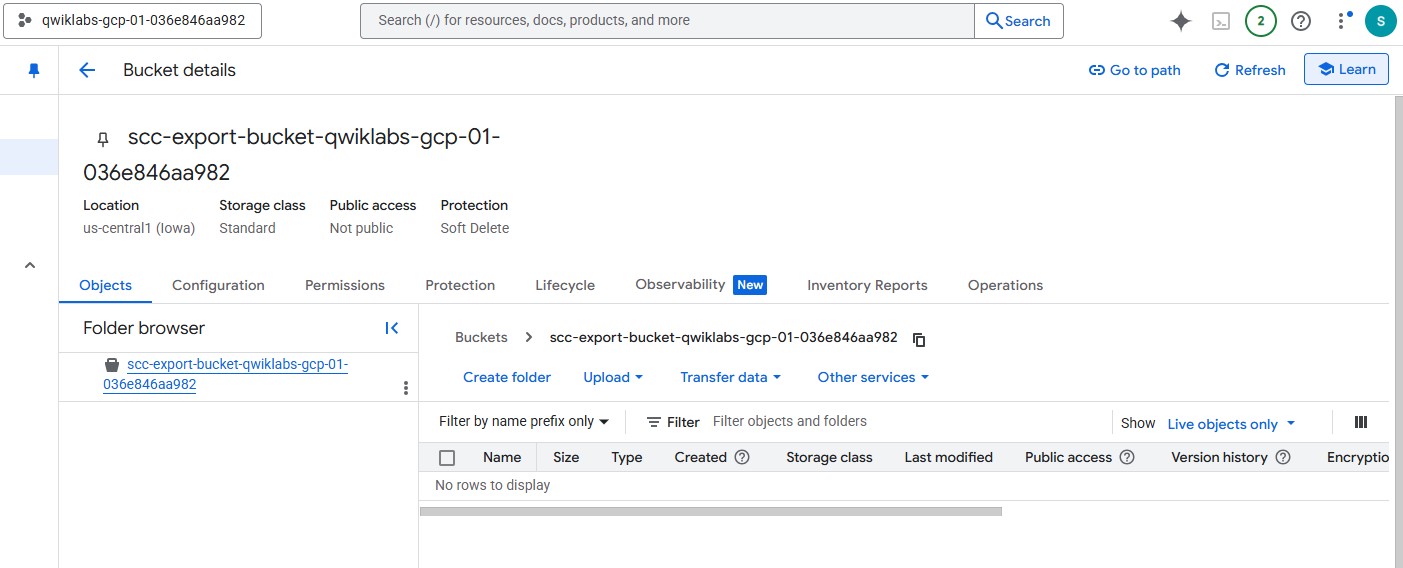 qwiklabs-gcp-01-036e846aa982
Search (/) for resources, docs, products, and more
Search
2
S
Bucket details
Go to path
Refresh
Learn
scc-export-bucket-qwiklabs-gcp-01-
036e846aa982
Location Storage class Public access Protection
us-central1 (Iowa) Standard Not public Soft Delete
Objects Configuration Permissions Protection Lifecycle Observability New Inventory Reports Operations
Folder browser
scc-export-bucket-qwiklabs-gcp-01-
036e846aa982
Buckets > scc-export-bucket-qwiklabs-gcp-01-036e846aa982
Create folder Upload Transfer data Other services
Filter by name prefix only Filter Filter objects and folders Show Live objects only
Name Size Type Created Storage class Last modified Public access Version history Encryptio
No rows to display